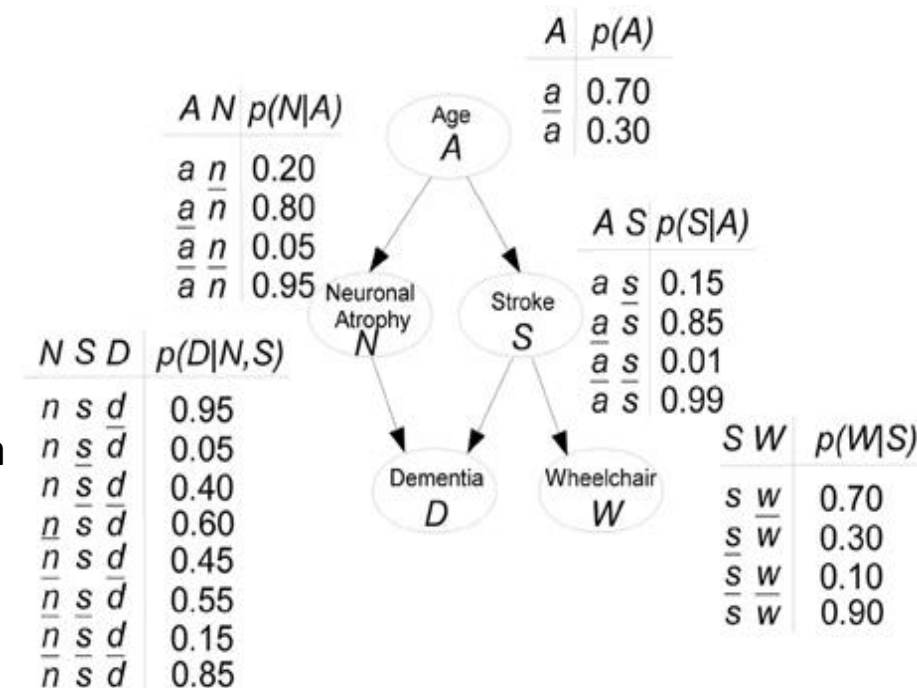 A p(A)
a 0.70
a̅ 0.30
A N p(N|A)
a n 0.20
a n̅ 0.80
a̅ n 0.05
a̅ n̅ 0.95
Age
A
A S p(S|A)
a s 0.15
a s̅ 0.85
a̅ s 0.01
a̅ s̅ 0.99
Neuronal
Atrophy
N
Stroke
S
N S D p(D|N,S)
n s d 0.95
n s d̅ 0.05
n s̅ d 0.40
n s̅ d̅ 0.60
n̅ s d 0.45
n̅ s d̅ 0.55
n̅ s̅ d 0.15
n̅ s̅ d̅ 0.85
Dementia
D
Wheelchair
W
S W p(W|S)
s w 0.70
s w̅ 0.30
s̅ w 0.10
s̅ w̅ 0.90